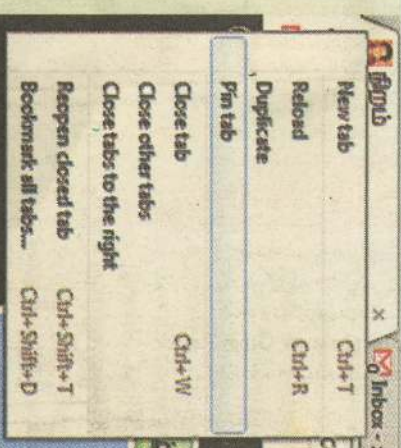 நிரம்
× Inbox -
New tab Ctrl+T
Reload Ctrl+R
Duplicate
Pin tab
Close tab Ctrl+W
Close other tabs
Close tabs to the right
Reopen closed tab Ctrl+Shift+T
Bookmark all tabs... Ctrl+Shift+D